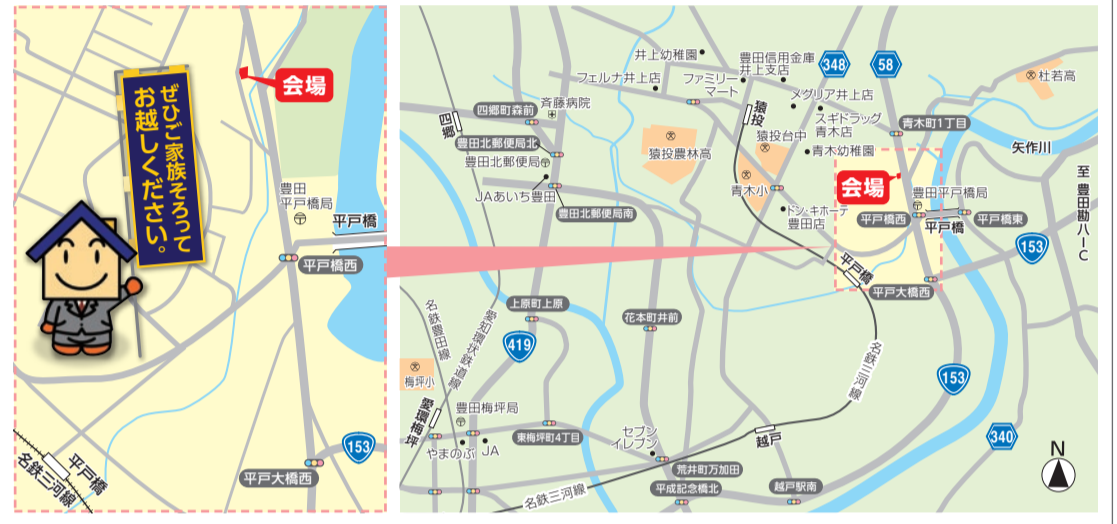 会場
ぜひご家族そろって
お越しください。
豊田
平戸橋局
平戸橋
平戸橋西
153
平戸大橋西
平戸橋
名鉄三河線
井上幼稚園
豊田信用金庫
井上支店
348
58
杜若高
フェルナ井上店
ファミリー
マート
メグリア井上店
四郷町森前
斉藤病院
猿投
スギドラッグ
青木店
青木町1丁目
四郷
豊田北郵便局北
猿投台中
矢作川
豊田北郵便局
猿投農林高
青木幼稚園
至 豊田勘八IC
JAあいち豊田
青木小
会場
豊田平戸橋局
豊田北郵便局南
ドン・キホーテ
豊田店
平戸橋西
平戸橋
平戸橋東
153
平戸橋
平戸大橋西
名鉄豊田線
愛知環状鉄道線
上原町上原
花本町井前
419
名鉄三河線
153
梅坪小
愛環梅坪
豊田梅坪局
東梅坪町4丁目
セブン
イレブン
越戸
340
やまのぶ
JA
荒井町万加田
平成記念橋北
越戸駅南
名鉄三河線
N